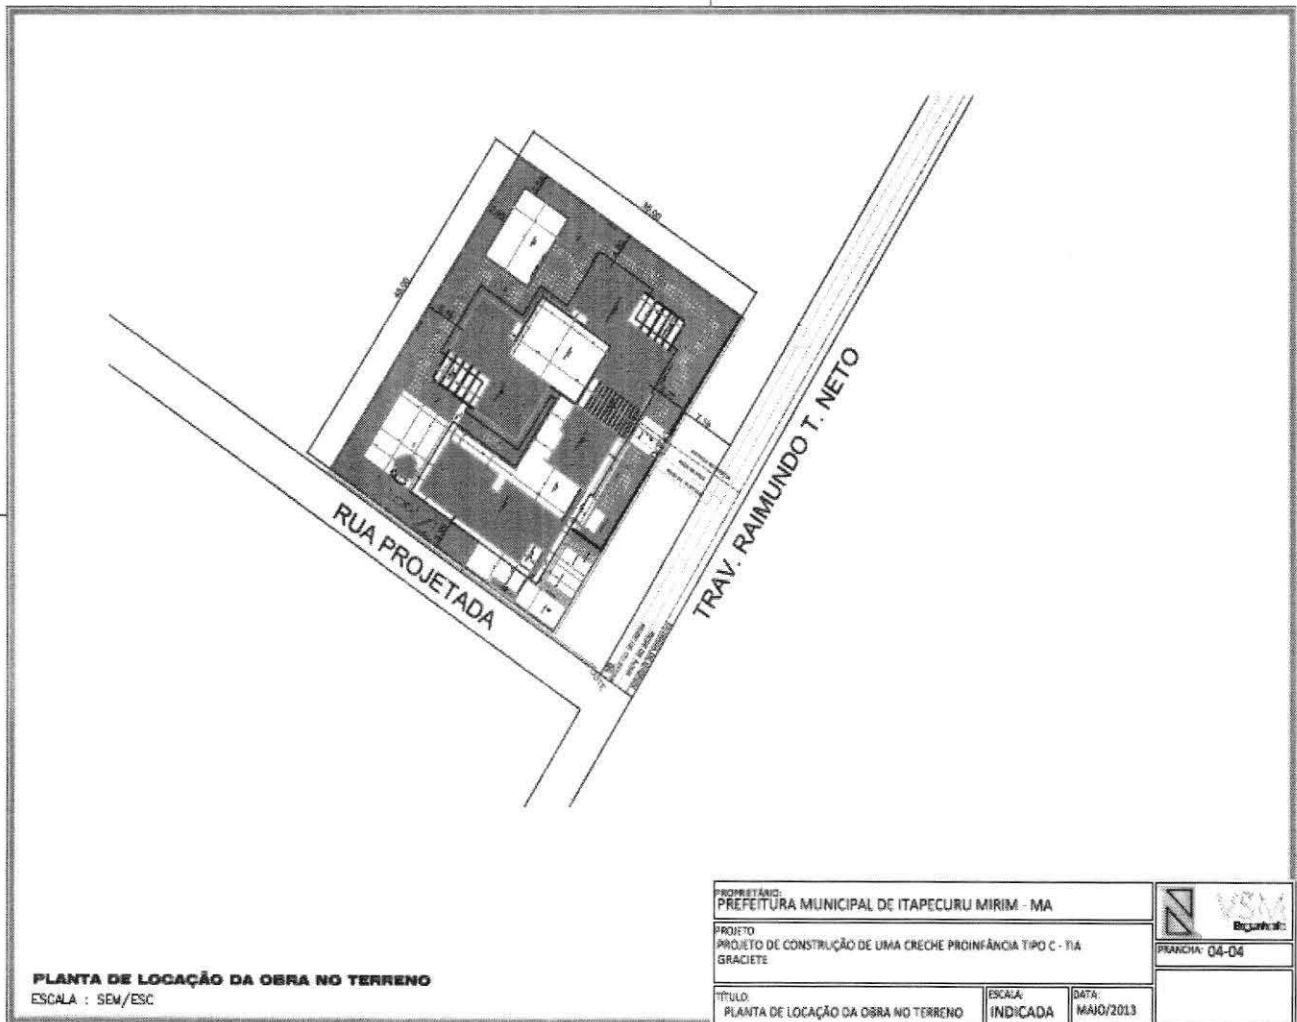 RUA PROJETADA
TRAV. RAIMUNDO T. NETO
PLANTA DE LOCAÇÃO DA OBRA NO TERRENO
ESCALA : SEM/ESC
PROPRIETÁRIO:
PREFEITURA MUNICIPAL DE ITAPECURU MIRIM - MA
PROJETO
PROJETO DE CONSTRUÇÃO DE UMA CRECHE PROINFÂNCIA TIPO C - TIA
GRACIETE
TÍTULO:
PLANTA DE LOCAÇÃO DA OBRA NO TERRENO
ESCALA:
INDICADA
DATA:
MAIO/2013
VSM
PRANCHA: 04-04